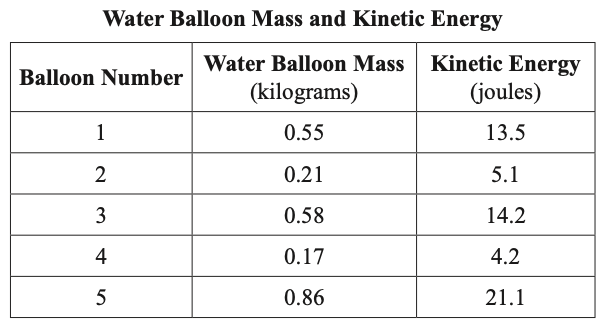 Water Balloon Mass and Kinetic Energy
Balloon Number Water Balloon Mass (kilograms) Kinetic Energy (joules)
1 0.55 13.5
2 0.21 5.1
3 0.58 14.2
4 0.17 4.2
5 0.86 21.1